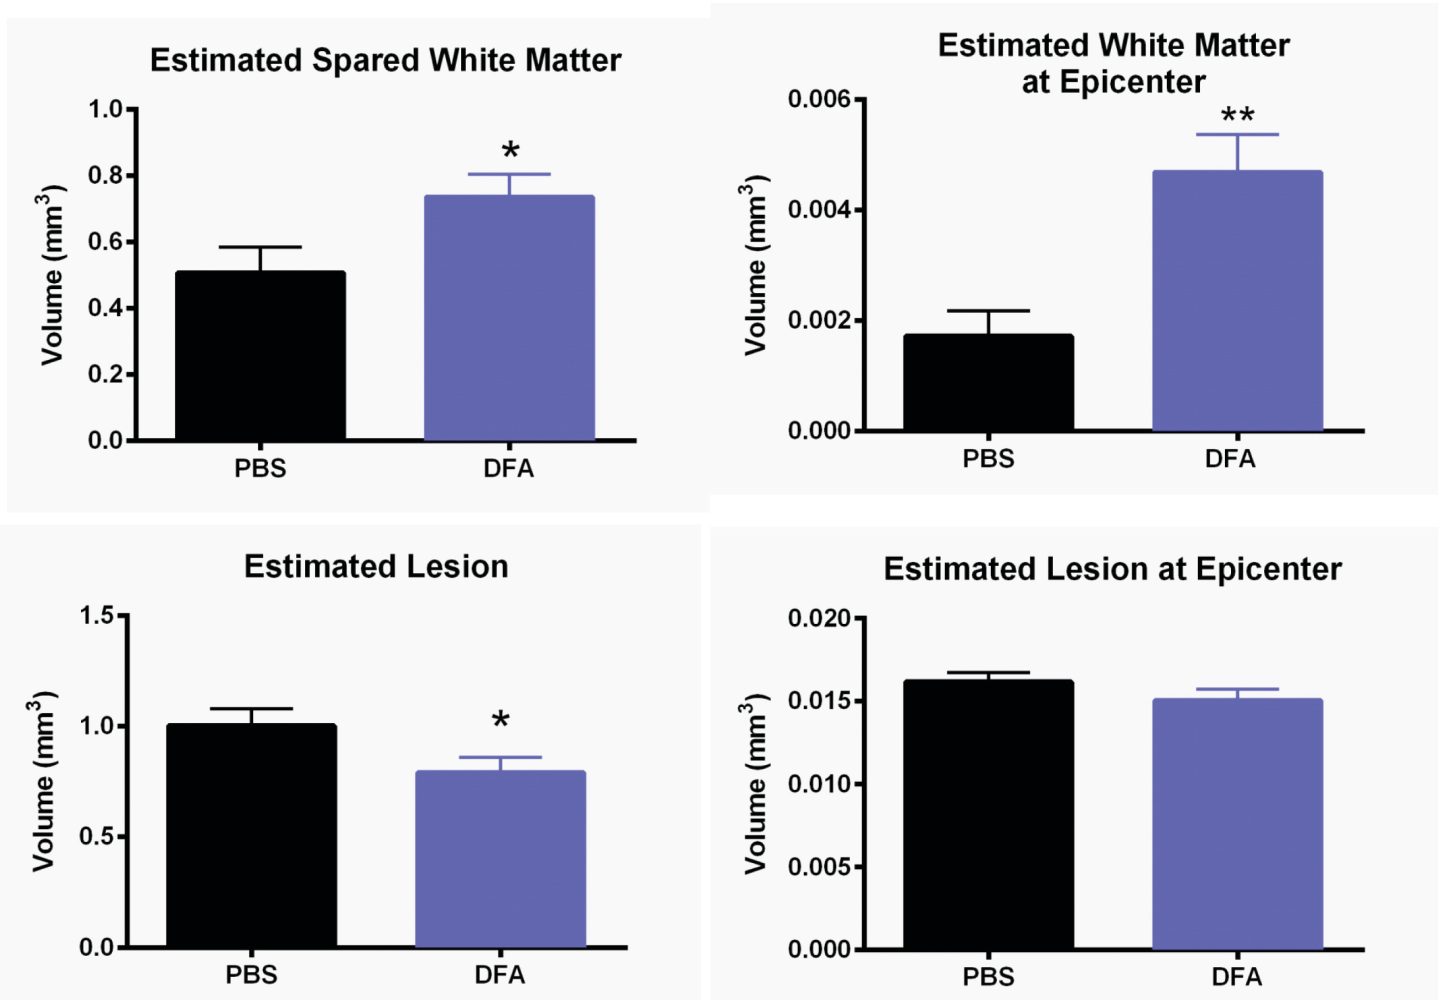 Estimated Spared White Matter
1.0
0.8
0.6
0.4
0.2
0.0
Volume (mm³)
*
PBS DFA
Estimated White Matter
at Epicenter
0.006
0.004
0.002
0.000
Volume (mm³)
**
PBS DFA
Estimated Lesion
1.5
1.0
0.5
0.0
Volume (mm³)
*
PBS DFA
Estimated Lesion at Epicenter
0.020
0.015
0.010
0.005
0.000
Volume (mm³)
PBS DFA